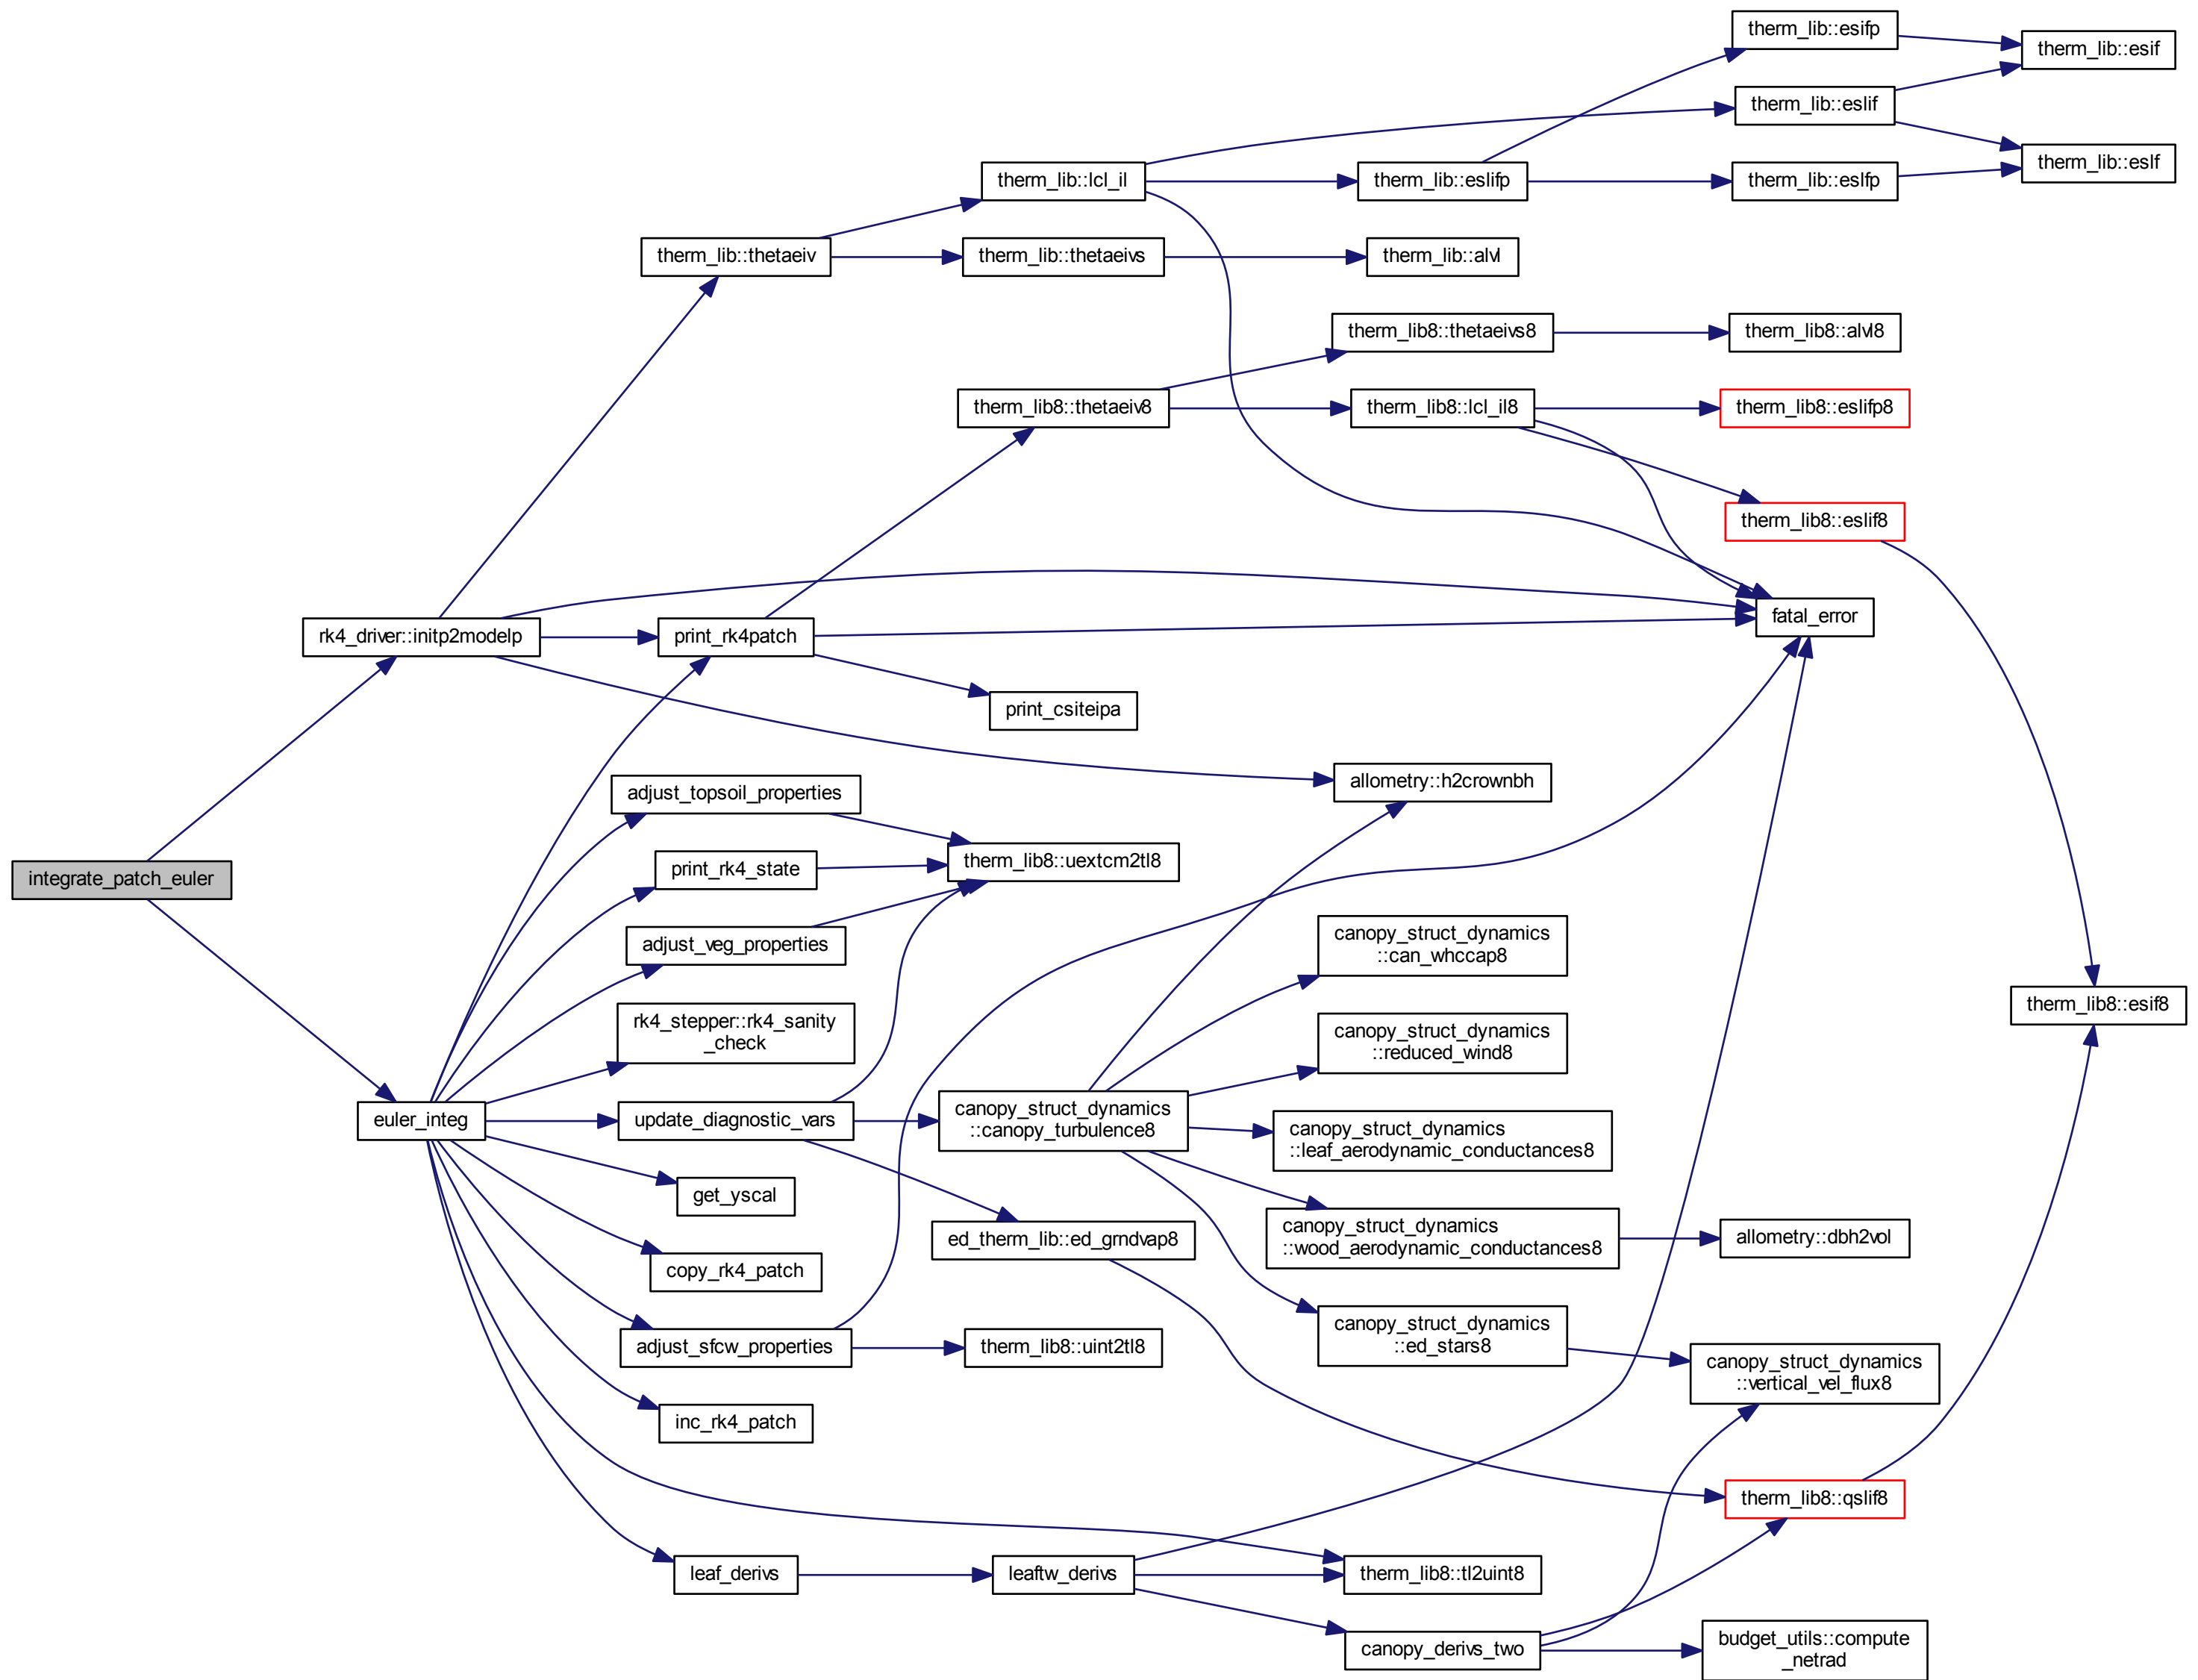 therm_lib::esifp
therm_lib::esif
therm_lib::eslif
therm_lib::eslf
therm_lib::lcl_il
therm_lib::eslifp
therm_lib::eslfp
therm_lib::thetaeiv
therm_lib::thetaeivs
therm_lib::alvl
therm_lib8::thetaeivs8
therm_lib8::alvl8
therm_lib8::thetaeiv8
therm_lib8::lcl_il8
therm_lib8::eslifp8
therm_lib8::eslif8
rk4_driver::initp2modelp
print_rk4patch
fatal_error
print_csiteipa
allometry::h2crownbh
adjust_topsoil_properties
integrate_patch_euler
print_rk4_state
therm_lib8::uextcm2tl8
adjust_veg_properties
canopy_struct_dynamics
::can_whccap8
therm_lib8::esif8
rk4_stepper::rk4_sanity
_check
canopy_struct_dynamics
::reduced_wind8
euler_integ
update_diagnostic_vars
canopy_struct_dynamics
::canopy_turbulence8
canopy_struct_dynamics
::leaf_aerodynamic_conductances8
get_yscal
ed_therm_lib::ed_grndvap8
canopy_struct_dynamics
::wood_aerodynamic_conductances8
allometry::dbh2vol
copy_rk4_patch
adjust_sfcw_properties
therm_lib8::uint2tl8
canopy_struct_dynamics
::ed_stars8
canopy_struct_dynamics
::vertical_vel_flux8
inc_rk4_patch
therm_lib8::qslif8
leaf_derivs
leaftw_derivs
therm_lib8::tl2uint8
canopy_derivs_two
budget_utils::compute
_netrad